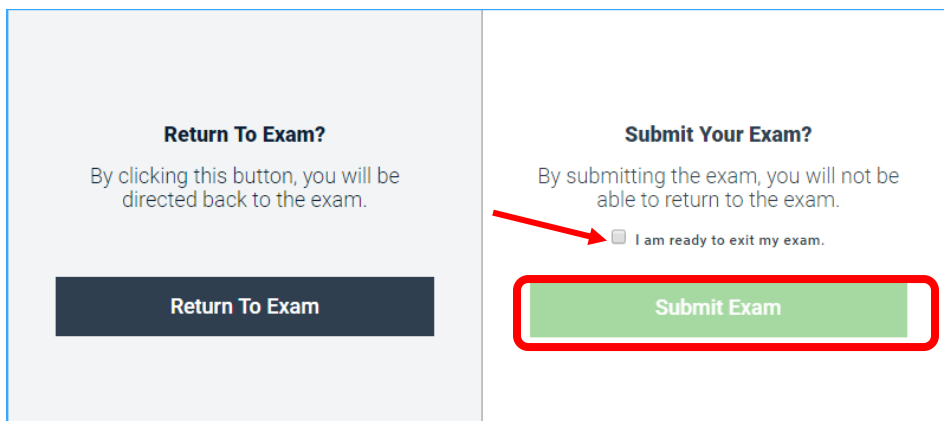 Return To Exam?
By clicking this button, you will be
directed back to the exam.
Return To Exam
Submit Your Exam?
By submitting the exam, you will not be
able to return to the exam.
I am ready to exit my exam.
Submit Exam